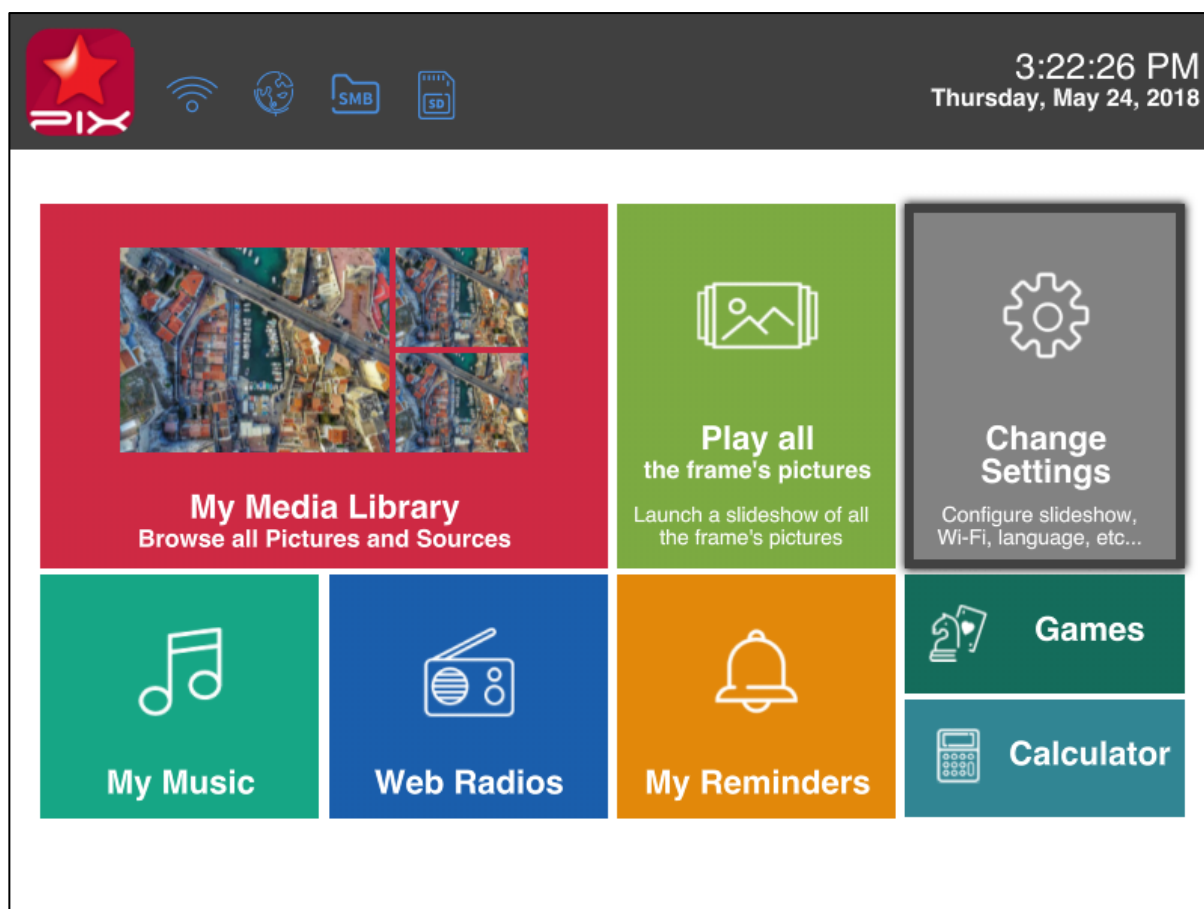 PIX
SMB
SD
3:22:26 PM
Thursday, May 24, 2018
My Media Library
Browse all Pictures and Sources
Play all
the frame's pictures
Launch a slideshow of all
the frame's pictures
Change
Settings
Configure slideshow,
Wi-Fi, language, etc...
My Music
Web Radios
My Reminders
Games
Calculator